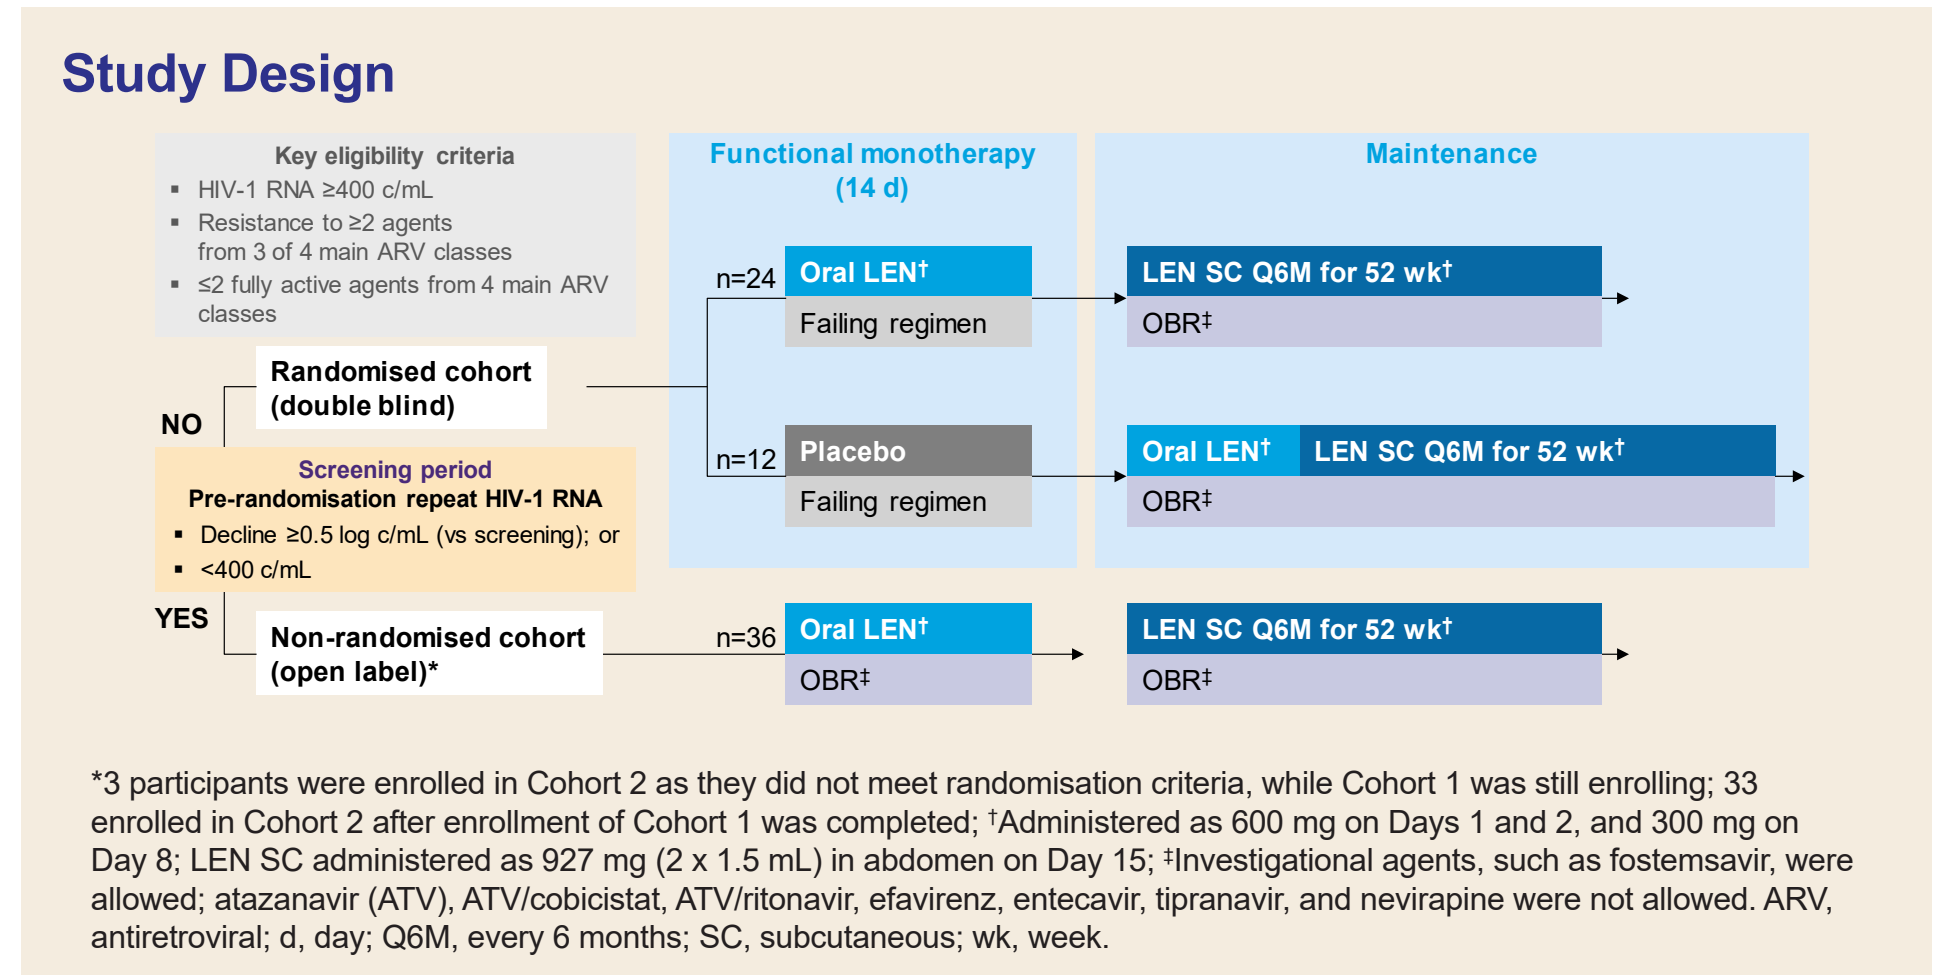 Study Design
Key eligibility criteria
▪ HIV-1 RNA ≥400 c/mL
▪ Resistance to ≥2 agents
from 3 of 4 main ARV classes
▪ ≤2 fully active agents from 4 main ARV
classes
Functional monotherapy
(14 d)
Maintenance
n=24
Oral LEN†
Failing regimen
LEN SC Q6M for 52 wk†
OBR‡
Randomised cohort
(double blind)
NO
n=12
Placebo
Failing regimen
Oral LEN†
LEN SC Q6M for 52 wk†
OBR‡
Screening period
Pre-randomisation repeat HIV-1 RNA
▪ Decline ≥0.5 log c/mL (vs screening); or
▪ <400 c/mL
YES
Non-randomised cohort
(open label)*
n=36
Oral LEN†
OBR‡
LEN SC Q6M for 52 wk†
OBR‡
*3 participants were enrolled in Cohort 2 as they did not meet randomisation criteria, while Cohort 1 was still enrolling; 33
enrolled in Cohort 2 after enrollment of Cohort 1 was completed; †Administered as 600 mg on Days 1 and 2, and 300 mg on
Day 8; LEN SC administered as 927 mg (2 x 1.5 mL) in abdomen on Day 15; ‡Investigational agents, such as fostemsavir, were
allowed; atazanavir (ATV), ATV/cobicistat, ATV/ritonavir, efavirenz, entecavir, tipranavir, and nevirapine were not allowed. ARV,
antiretroviral; d, day; Q6M, every 6 months; SC, subcutaneous; wk, week.